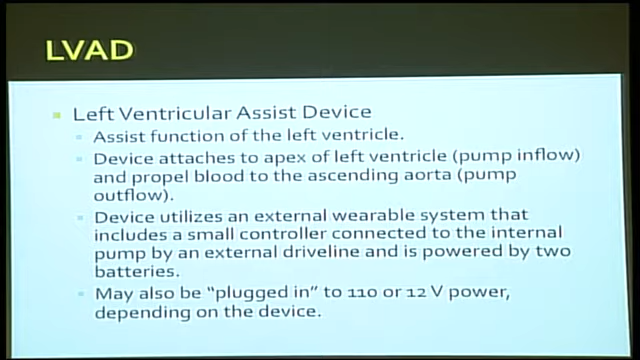 LVAD
Left Ventricular Assist Device
Assist function of the left ventricle.
Device attaches to apex of left ventricle (pump inflow)
and propel blood to the ascending aorta (pump
outflow).
Device utilizes an external wearable system that
includes a small controller connected to the internal
pump by an external driveline and is powered by two
batteries.
May also be “plugged in” to 110 or 12 V power,
depending on the device.